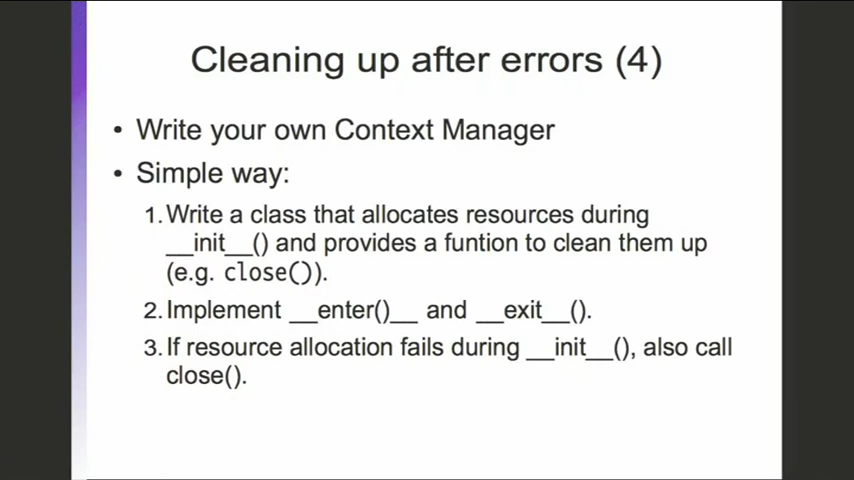 Cleaning up after errors (4)
• Write your own Context Manager
• Simple way:
1. Write a class that allocates resources during
__init__() and provides a funtion to clean them up
(e.g. close()).
2. Implement __enter()__ and __exit__().
3. If resource allocation fails during __init__(), also call
close().